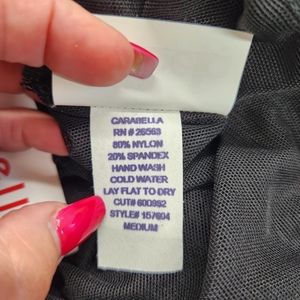 CARABELLA
RN # 26563
80% NYLON
20% SPANDEX
HAND WASH
COLD WATER
LAY FLAT TO DRY
CUT# 60D9S2
STYLE# 157604
MEDIUM